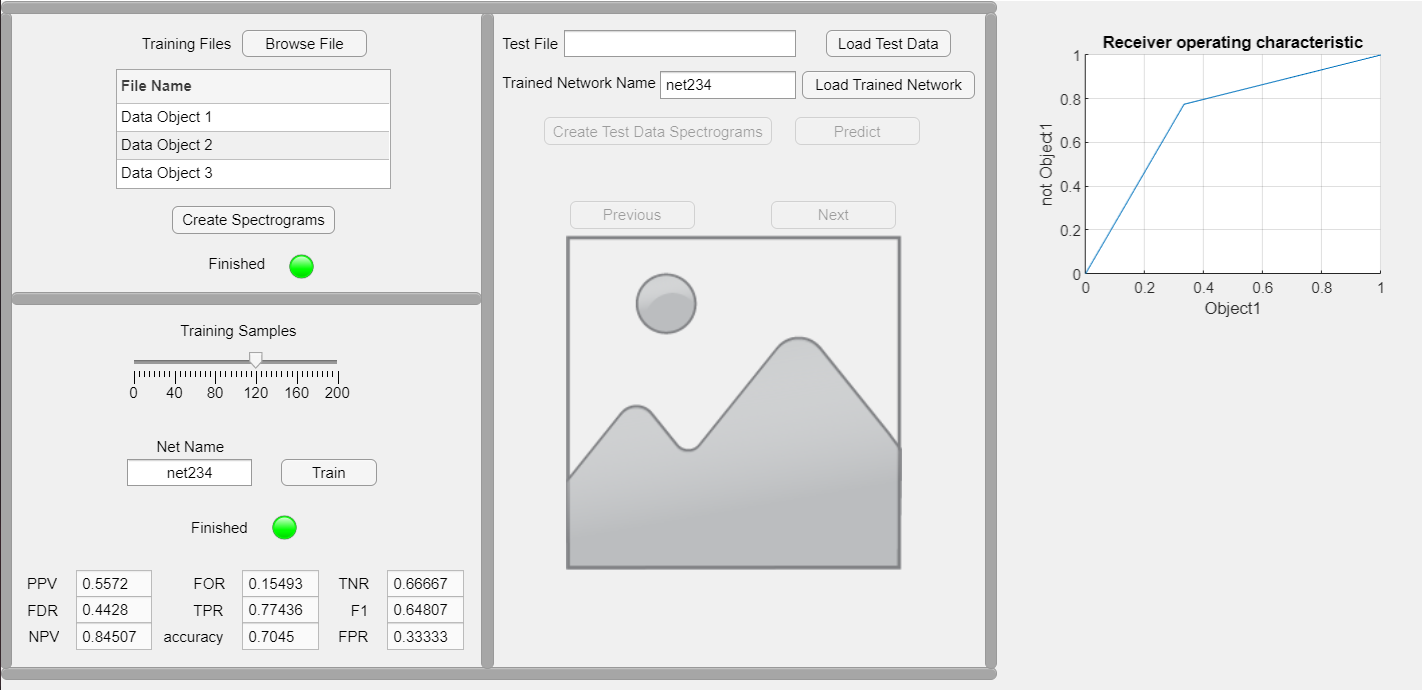 Training Files Browse File
File Name
Data Object 1
Data Object 2
Data Object 3
Create Spectrograms
Finished
Training Samples
0 40 80 120 160 200
Net Name
net234 Train
Finished
PPV 0.5572 FOR 0.15493 TNR 0.66667
FDR 0.4428 TPR 0.77436 F1 0.64807
NPV 0.84507 accuracy 0.7045 FPR 0.33333
Test File Load Test Data
Trained Network Name net234 Load Trained Network
Create Test Data Spectrograms Predict
Previous Next
Receiver operating characteristic
1
0.8
0.6
0.4
0.2
0
not Object1
0 0.2 0.4 0.6 0.8 1
Object1